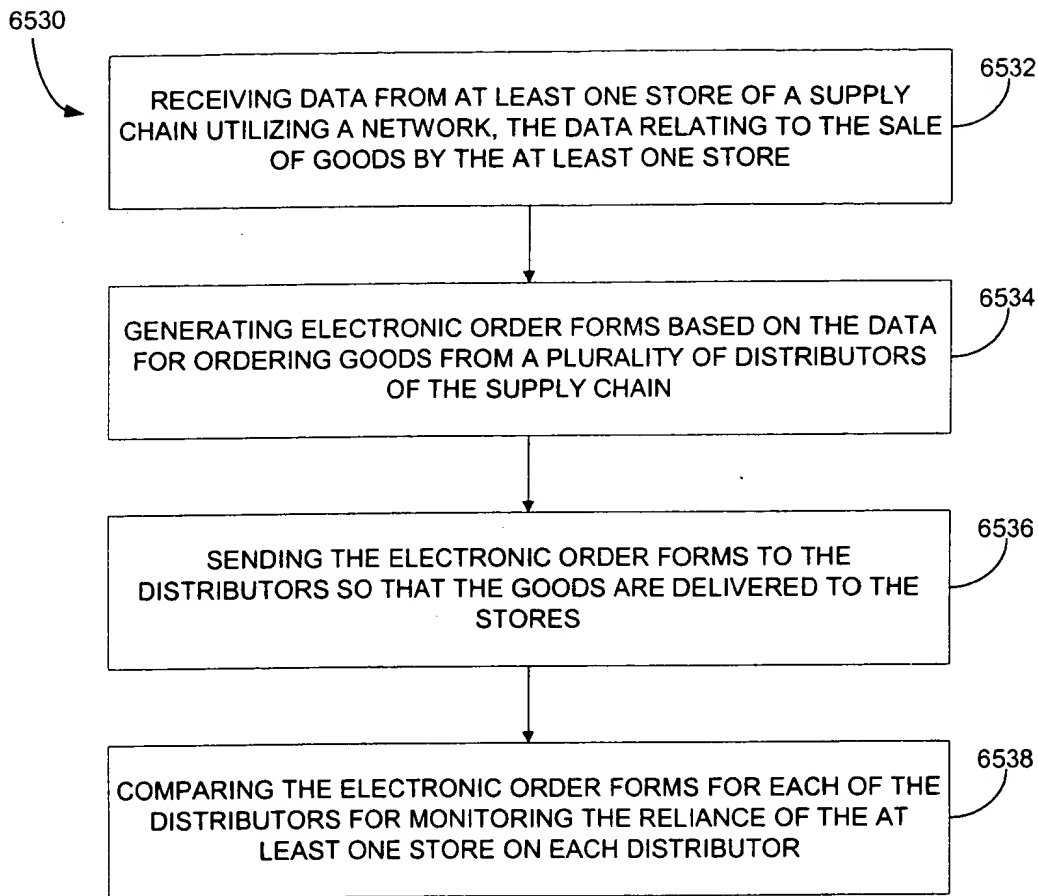 6530
6532
RECEIVING DATA FROM AT LEAST ONE STORE OF A SUPPLY
CHAIN UTILIZING A NETWORK, THE DATA RELATING TO THE SALE
OF GOODS BY THE AT LEAST ONE STORE
6534
GENERATING ELECTRONIC ORDER FORMS BASED ON THE DATA
FOR ORDERING GOODS FROM A PLURALITY OF DISTRIBUTORS
OF THE SUPPLY CHAIN
6536
SENDING THE ELECTRONIC ORDER FORMS TO THE
DISTRIBUTORS SO THAT THE GOODS ARE DELIVERED TO THE
STORES
6538
COMPARING THE ELECTRONIC ORDER FORMS FOR EACH OF THE
DISTRIBUTORS FOR MONITORING THE RELIANCE OF THE AT
LEAST ONE STORE ON EACH DISTRIBUTOR